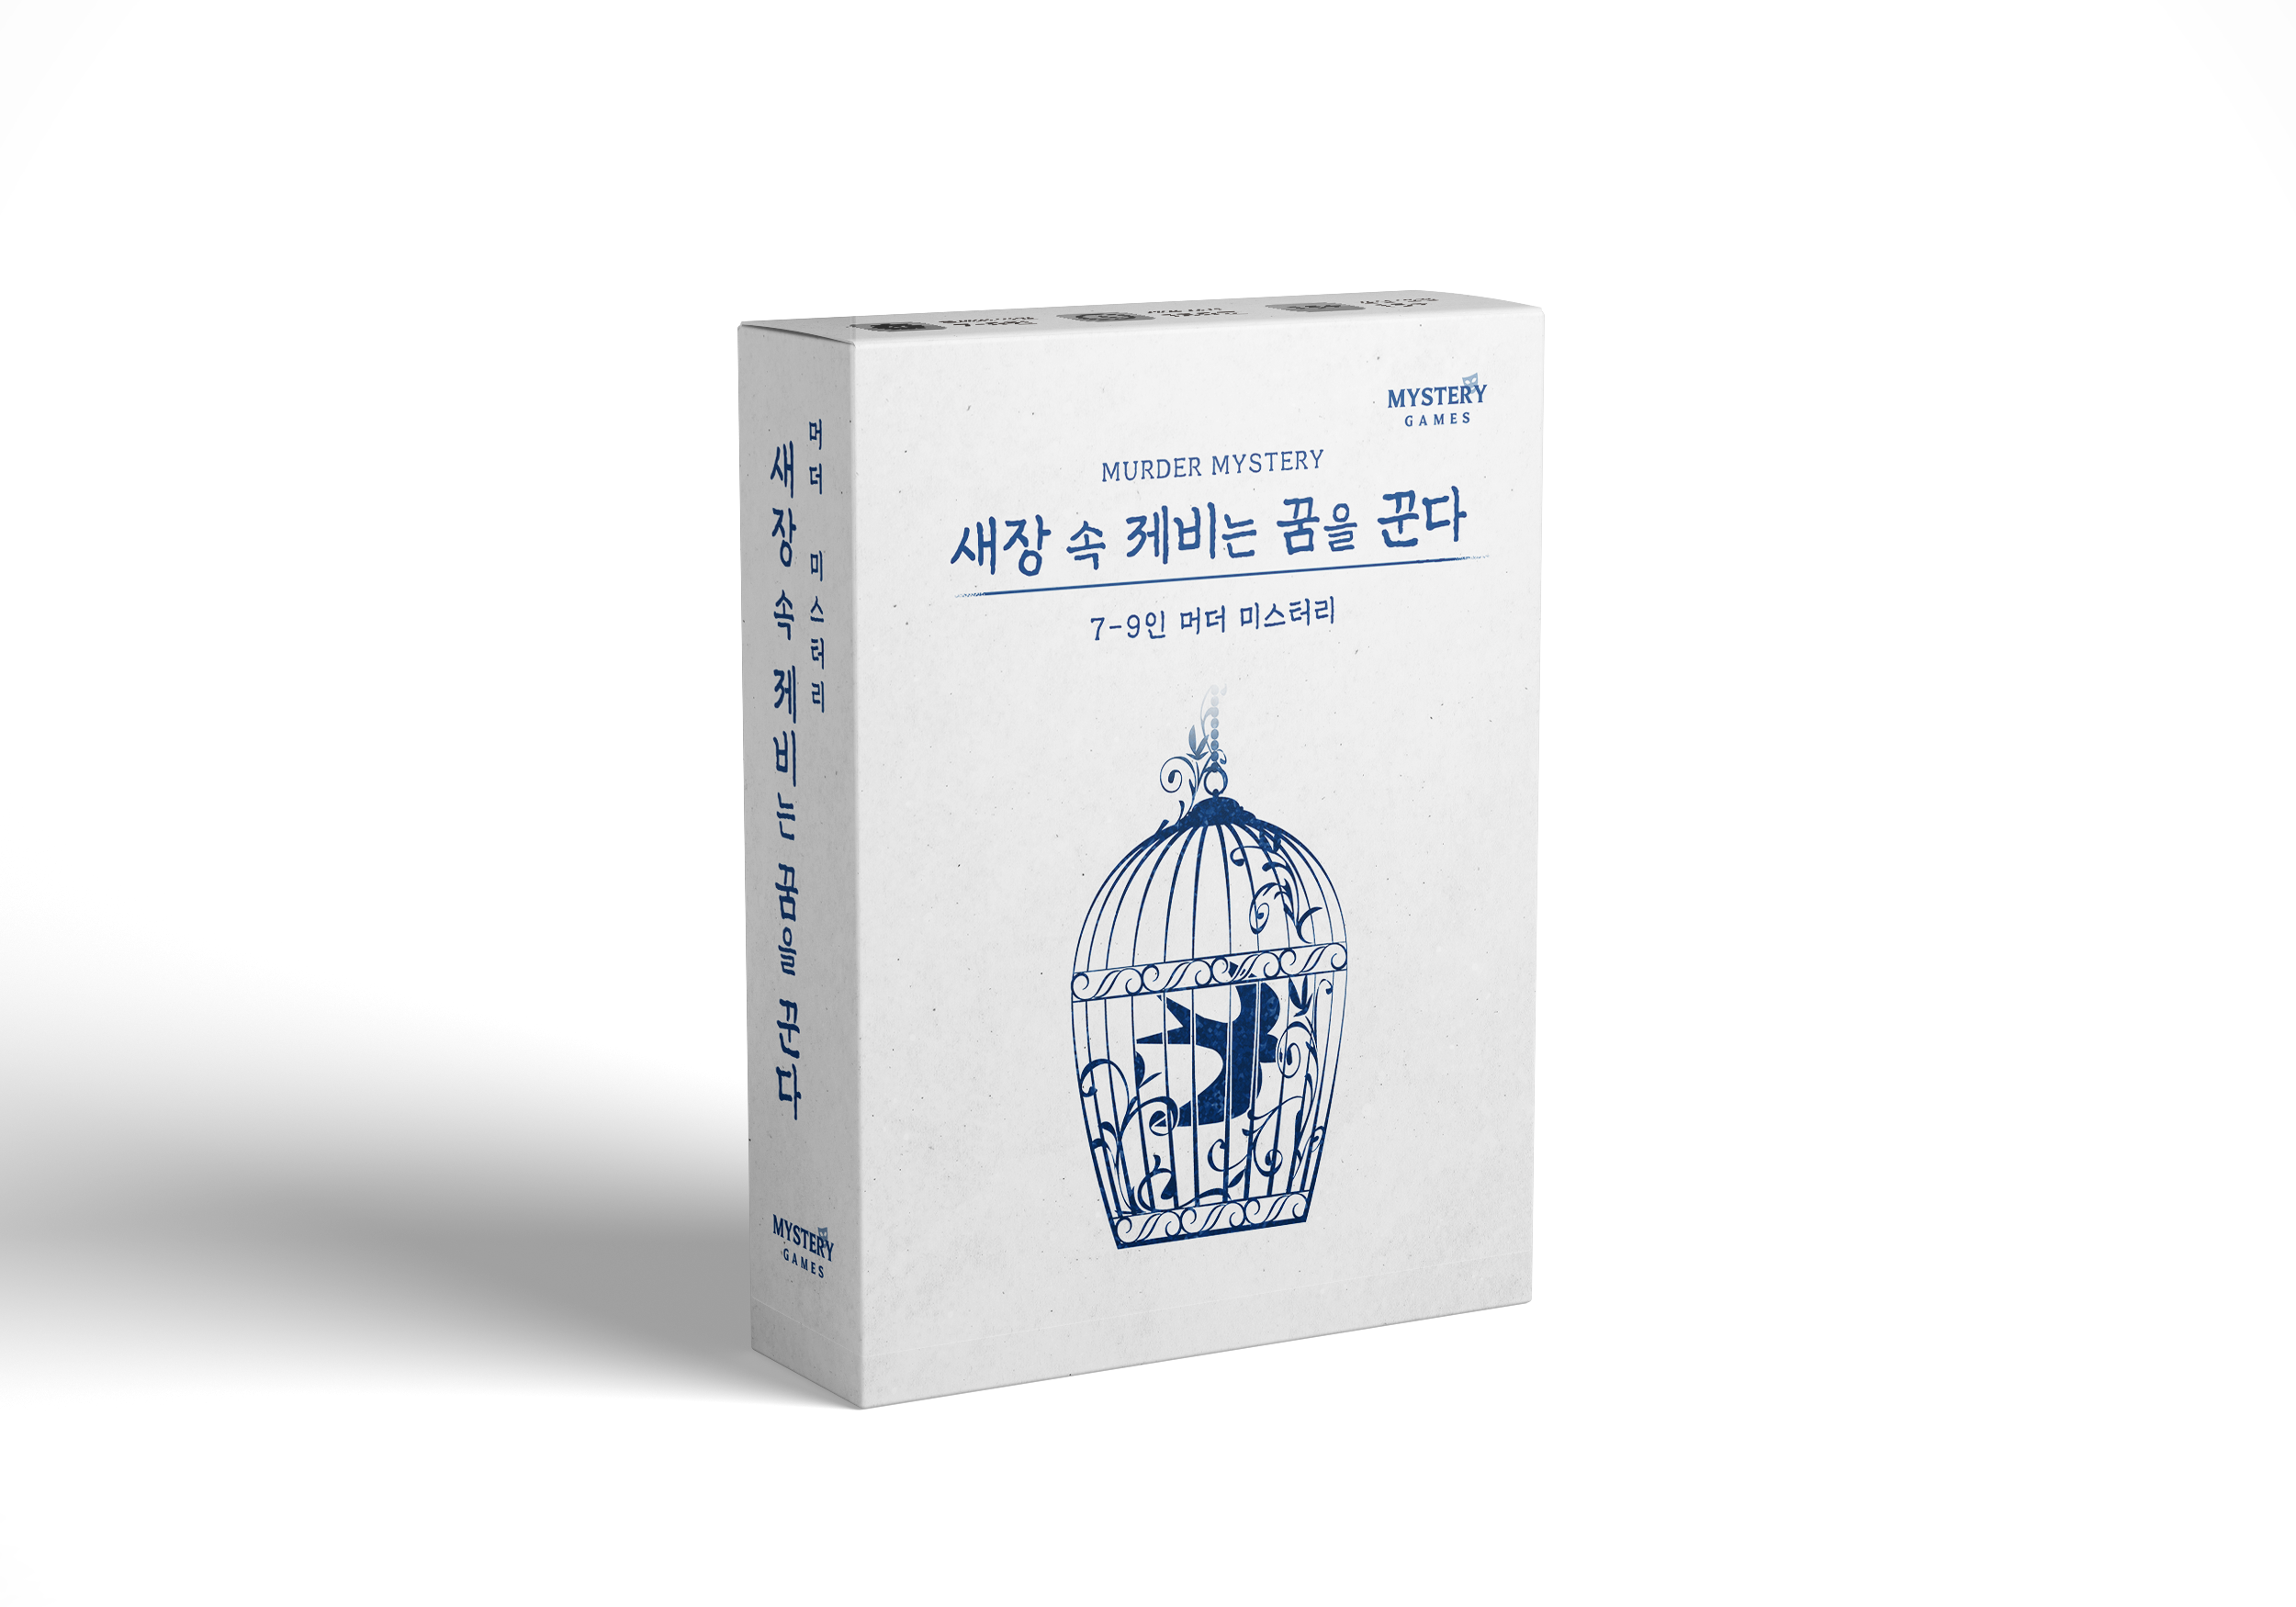 MYSTERY
GAMES
MURDER MYSTERY
새장 속 제비는 꿈을 꾼다
7-9인 머더 미스터리
머더 미스터리
새장 속 제비는 꿈을 꾼다
MYSTERY
GAMES